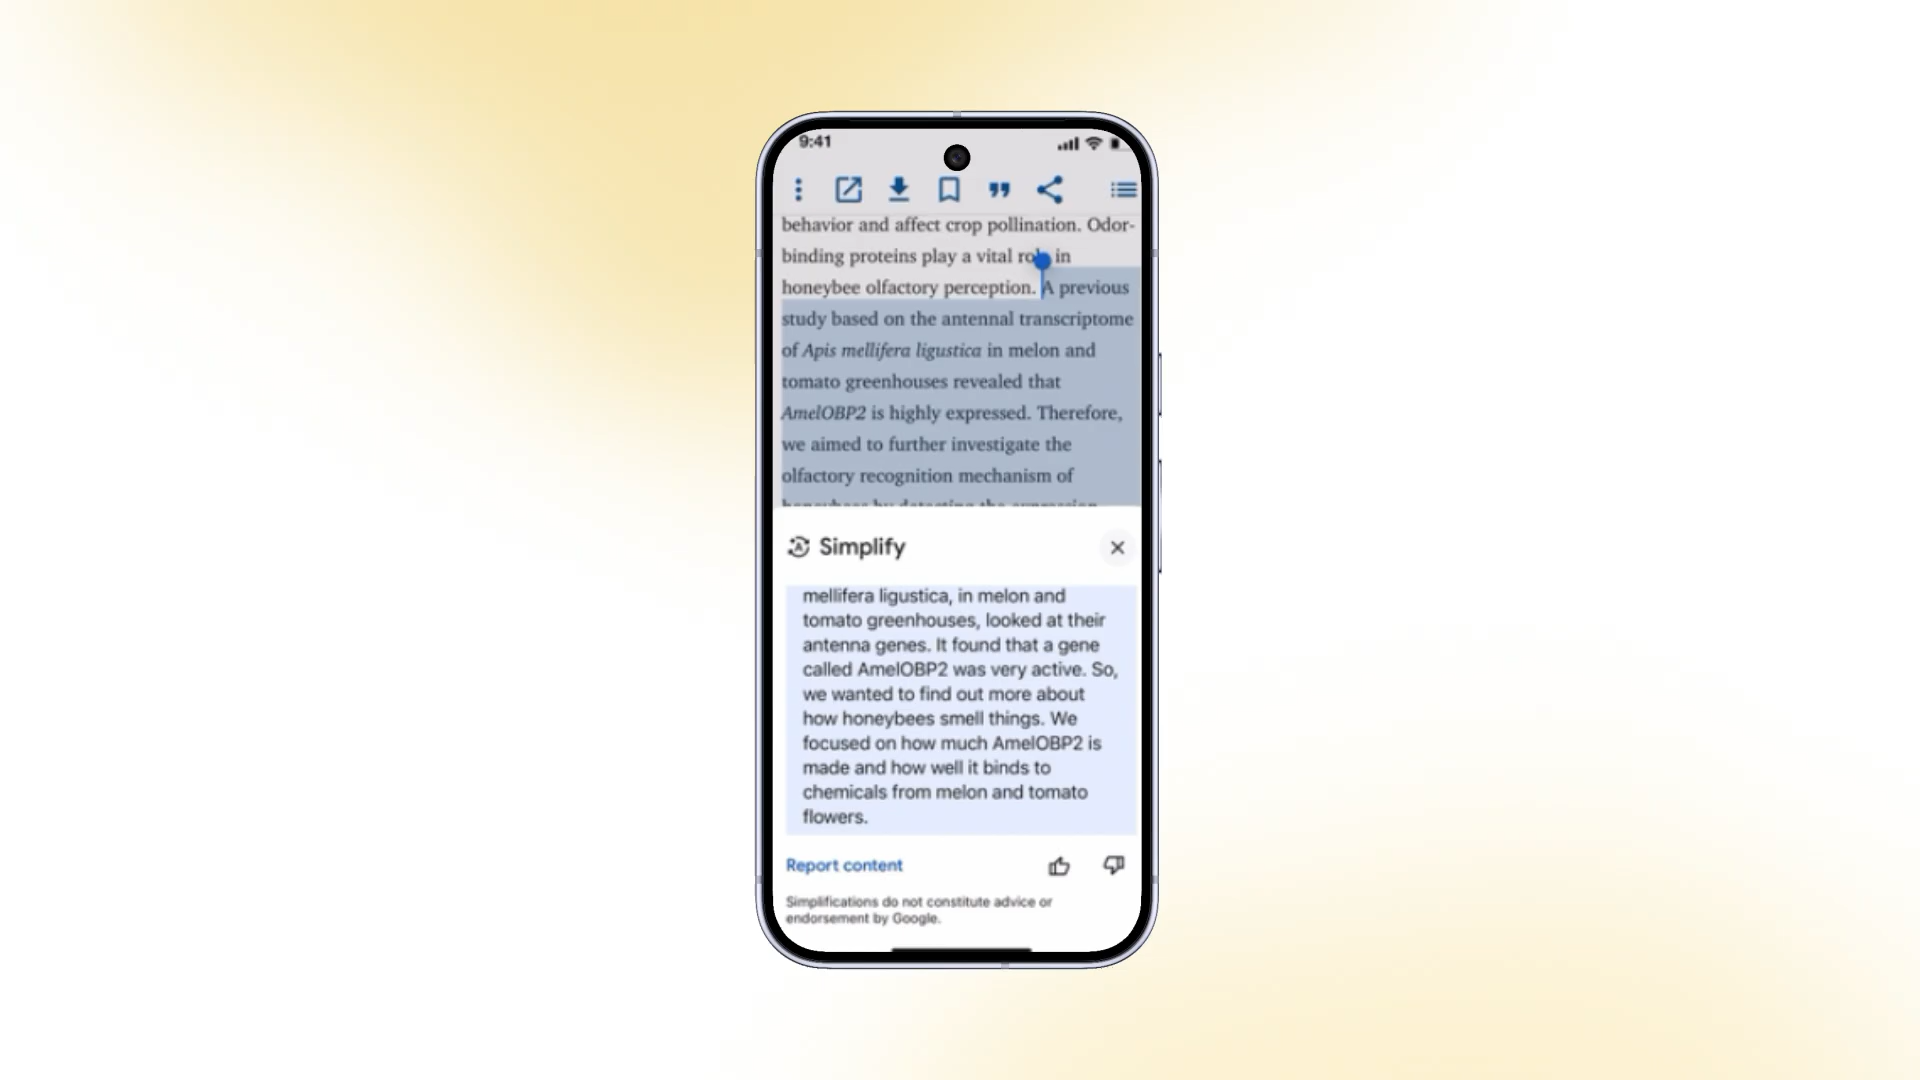 9:41
behavior and affect crop pollination. Odor-
binding proteins play a vital role in
honeybee olfactory perception. A previous
study based on the antennal transcriptome
of Apis mellifera ligustica in melon and
tomato greenhouses revealed that
AmelOBP2 is highly expressed. Therefore,
we aimed to further investigate the
olfactory recognition mechanism of
honeybees by detecting the expression
Simplify
mellifera ligustica, in melon and
tomato greenhouses, looked at their
antenna genes. It found that a gene
called AmelOBP2 was very active. So,
we wanted to find out more about
how honeybees smell things. We
focused on how much AmelOBP2 is
made and how well it binds to
chemicals from melon and tomato
flowers.
Report content
Simplifications do not constitute advice or
endorsement by Google.